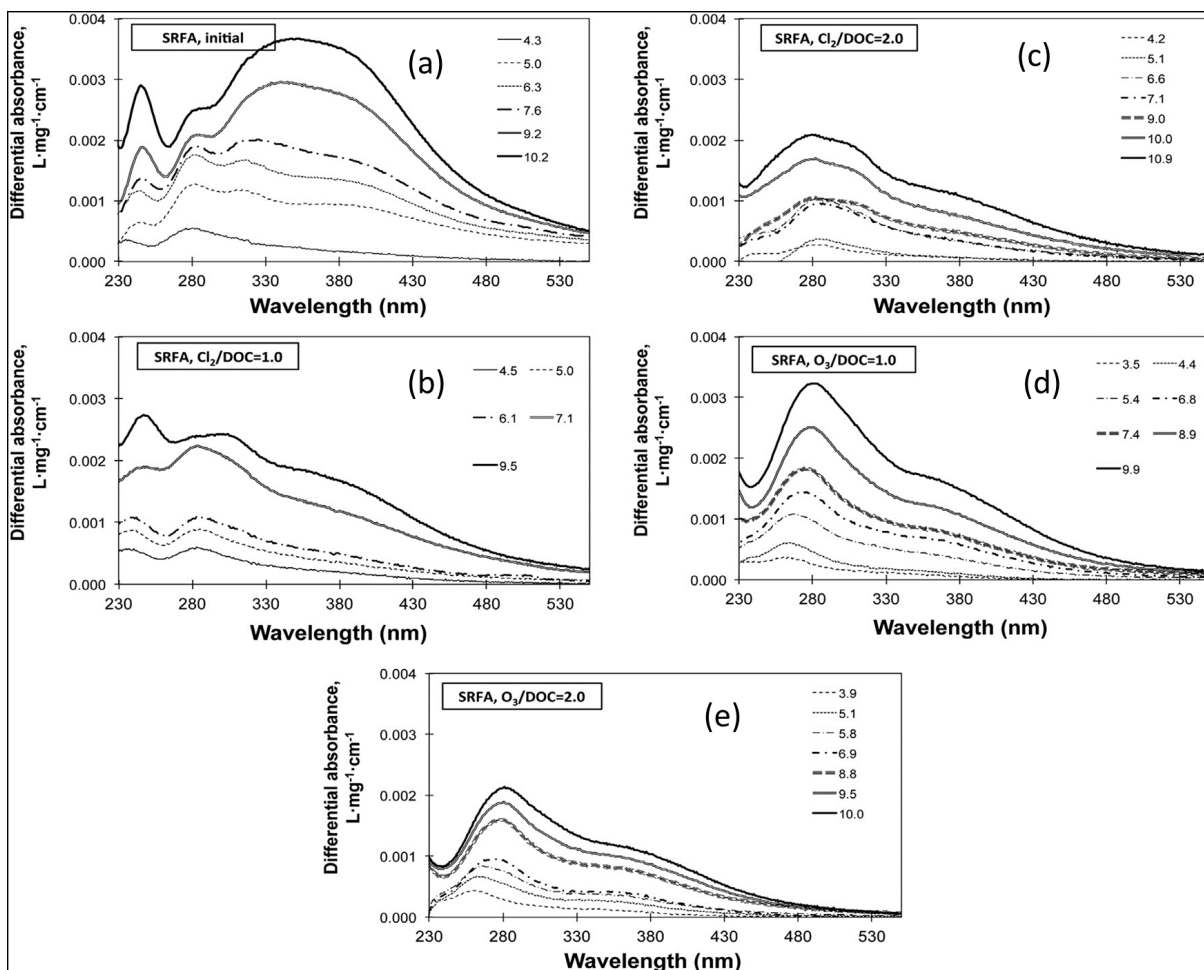 SRFA, initial
(a)
Differential absorbance,
L·mg⁻¹·cm⁻¹
0.004
0.003
0.002
0.001
0.000
4.3
5.0
6.3
7.6
9.2
10.2
230 280 330 380 430 480 530
Wavelength (nm)
SRFA, Cl₂/DOC=2.0
(c)
Differential absorbance,
L·mg⁻¹·cm⁻¹
0.004
0.003
0.002
0.001
0.000
4.2
5.1
6.6
7.1
9.0
10.0
10.9
230 280 330 380 430 480 530
Wavelength (nm)
SRFA, Cl₂/DOC=1.0
(b)
Differential absorbance,
L·mg⁻¹·cm⁻¹
0.004
0.003
0.002
0.001
0.000
4.5 5.0
6.1 7.1
9.5
230 280 330 380 430 480 530
Wavelength (nm)
SRFA, O₃/DOC=1.0
(d)
Differential absorbance,
L·mg⁻¹·cm⁻¹
0.004
0.003
0.002
0.001
0.000
3.5 4.4
5.4 6.8
7.4 8.9
9.9
230 280 330 380 430 480 530
Wavelength (nm)
SRFA, O₃/DOC=2.0
(e)
Differential absorbance,
L·mg⁻¹·cm⁻¹
0.004
0.003
0.002
0.001
0.000
3.9
5.1
5.8
6.9
8.8
9.5
10.0
230 280 330 380 430 480 530
Wavelength (nm)